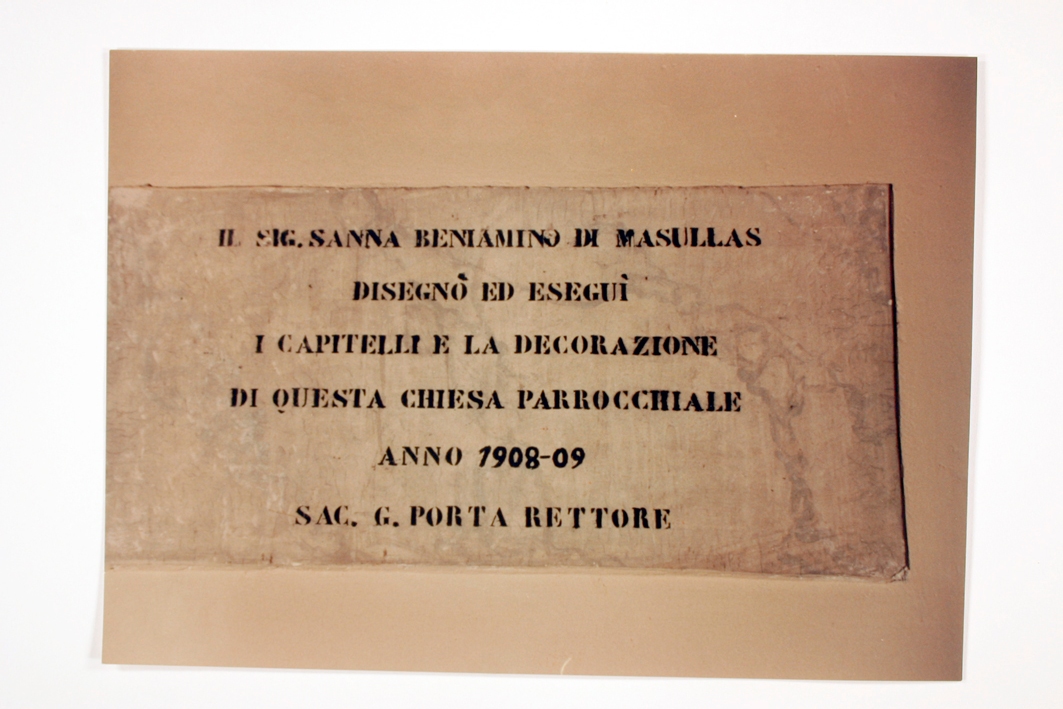 IL SIG. SANNA BENIAMINO DI MASULLAS
DISEGNÒ ED ESEGUÌ
I CAPITELLI E LA DECORAZIONE
DI QUESTA CHIESA PARROCCHIALE
ANNO 1908-09
SAC. G. PORTA RETTORE